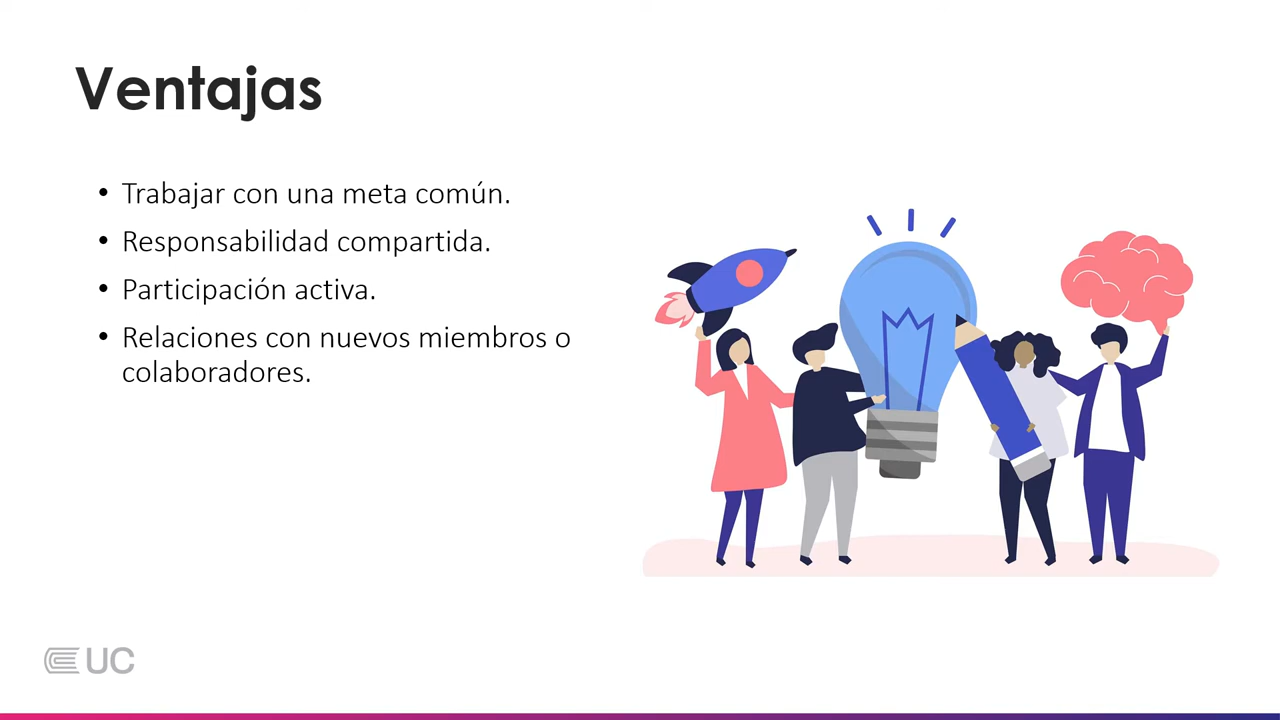 Ventajas
• Trabajar con una meta común.
• Responsabilidad compartida.
• Participación activa.
• Relaciones con nuevos miembros o
colaboradores.
UC